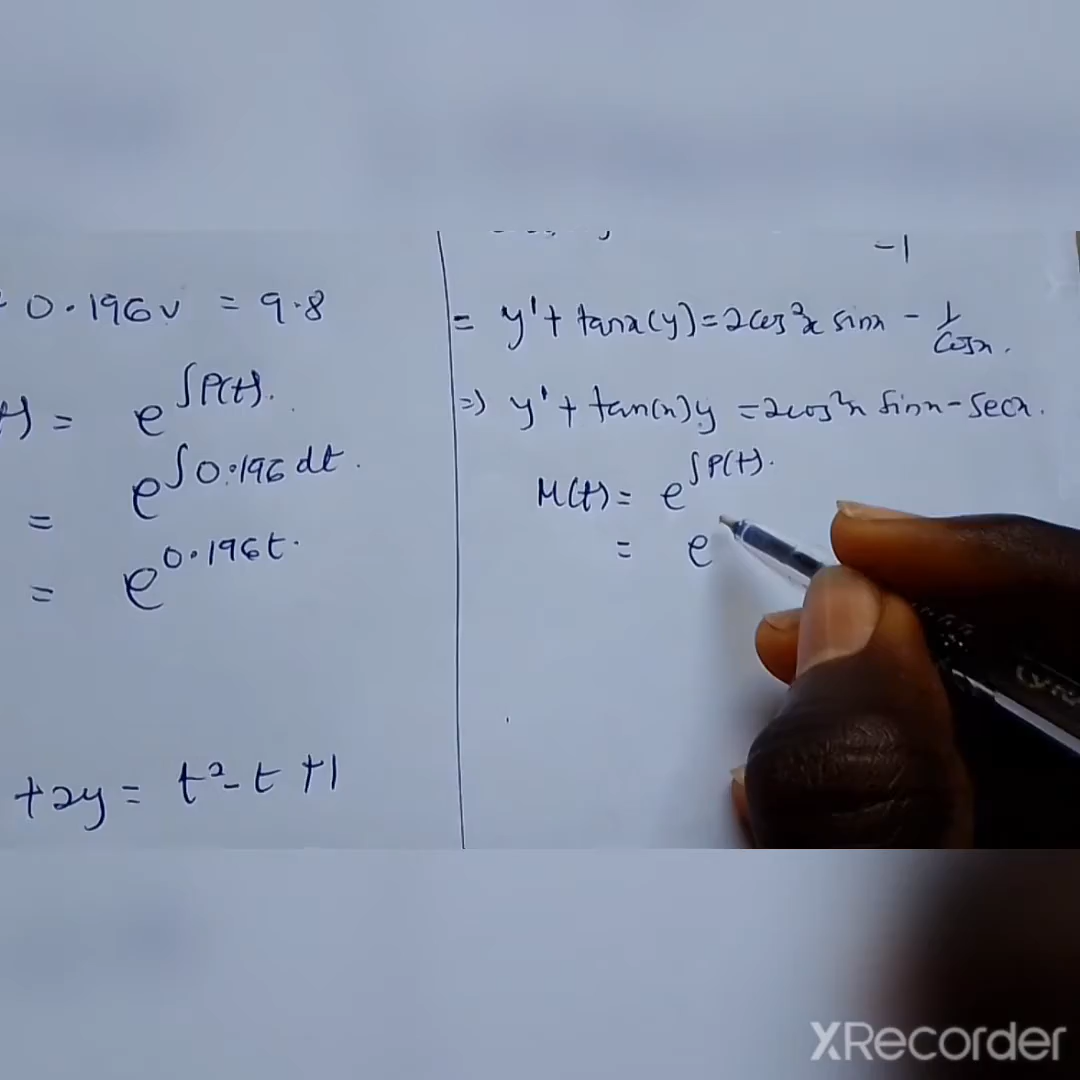 0.196v = 9.8
= e^∫P(t).
= e^∫0.196 dt.
= e^0.196t.
+2y = t²-t+1
-1
= y' + tanx(y) = 2cos²x sinx - 1/cosx.
=> y' + tan(x)y = 2cos²x sinx - secx.
M(t) = e^∫P(t).
= e
XRecorder